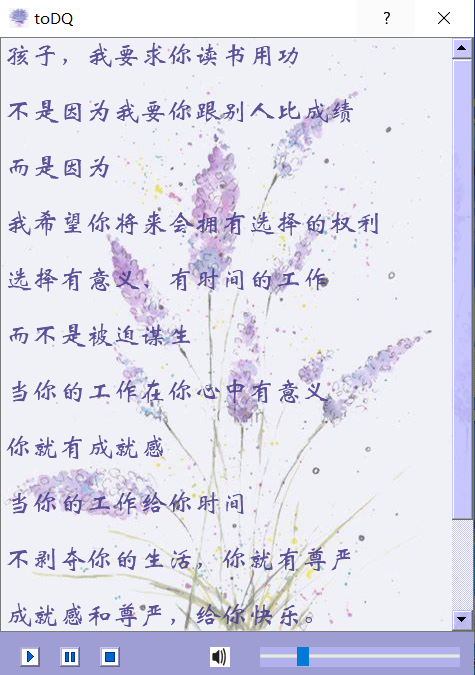 toDQ
孩子，我要求你读书用功
不是因为我要你跟别人比成绩
而是因为
我希望你将来会拥有选择的权利
选择有意义、有时间的工作
而不是被迫谋生
当你的工作在你心中有意义
你就有成就感
当你的工作给你时间
不剥夺你的生活，你就有尊严
成就感和尊严，给你快乐。